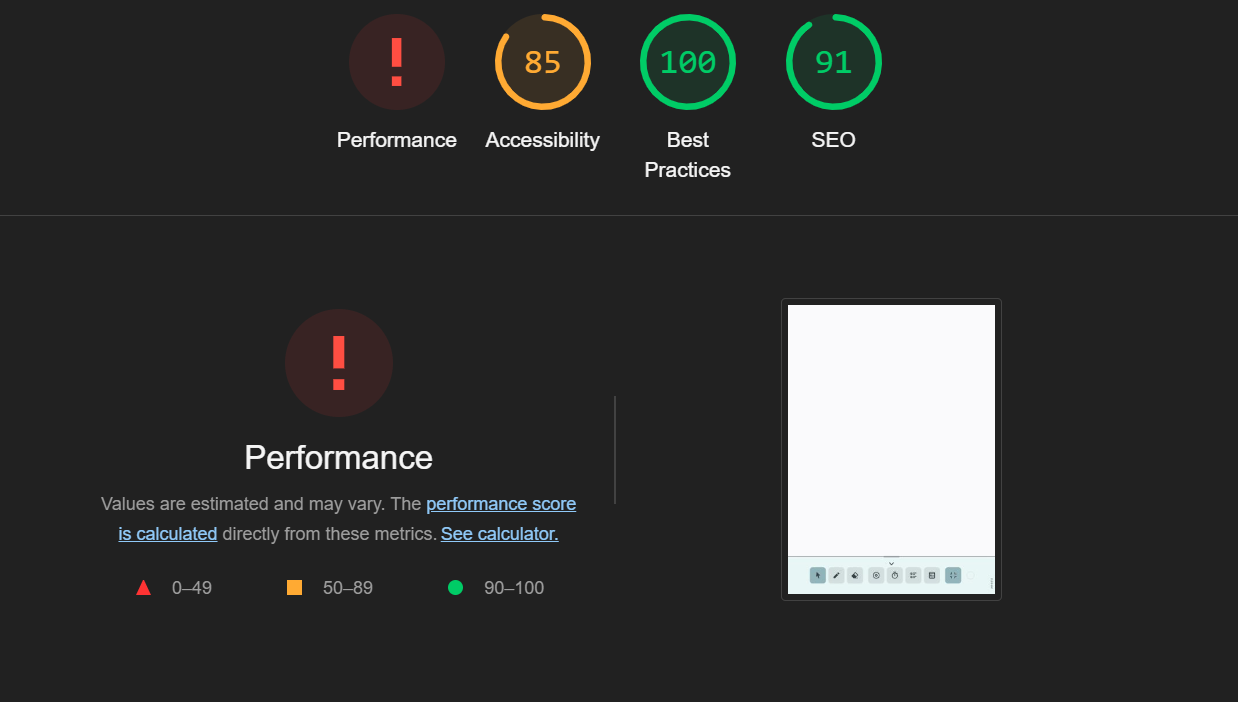 !
85
100
91
Performance
Accessibility
Best
Practices
SEO
!
Performance
Values are estimated and may vary. The performance score
is calculated directly from these metrics. See calculator.
0–49
50–89
90–100